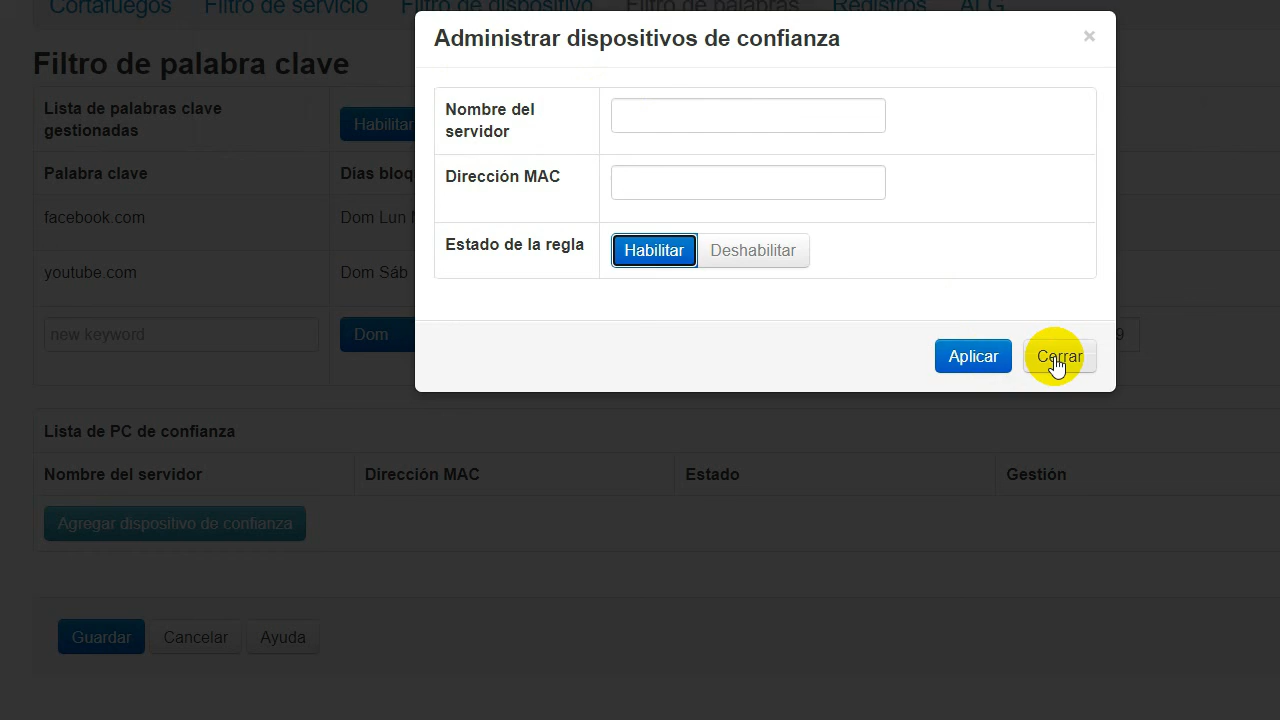 Cortafuegos Filtro de servicio Filtro de dispositivo Filtro de palabras Registros ALG
Administrar dispositivos de confianza ×
Filtro de palabra clave
Nombre del
servidor
Lista de palabras clave
gestionadas
Habilitar
Palabra clave
Días bloq
Dirección MAC
facebook.com
Dom Lun
Estado de la regla
Habilitar Deshabilitar
youtube.com
Dom Sáb
new keyword
Dom
9
Aplicar Cerrar
Lista de PC de confianza
Nombre del servidor Dirección MAC Estado Gestión
Agregar dispositivo de confianza
Guardar Cancelar Ayuda